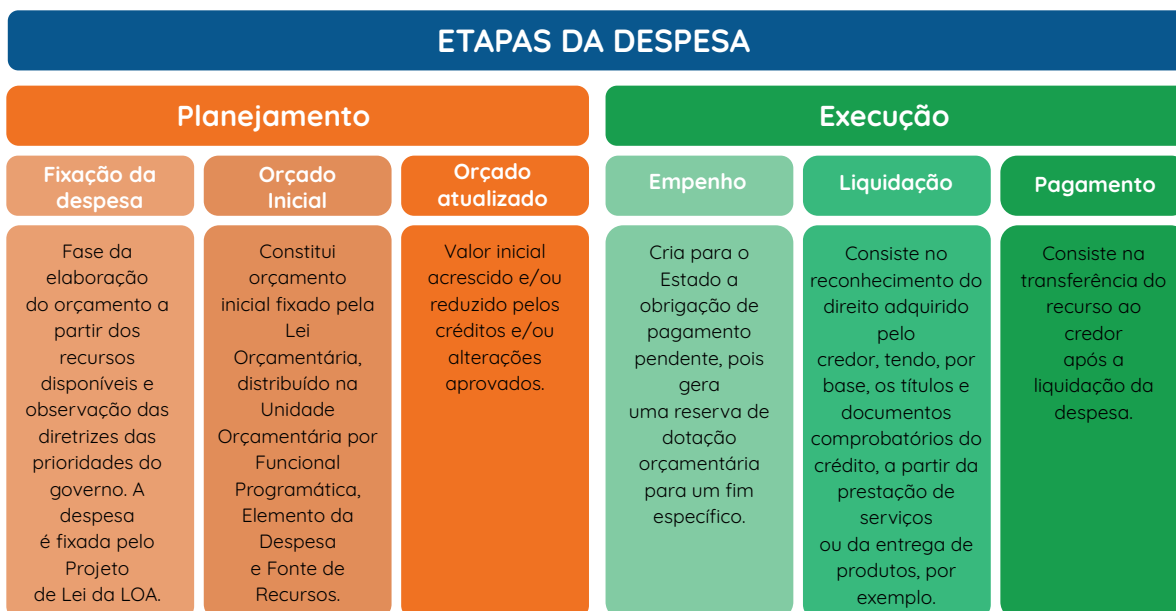 ETAPAS DA DESPESA
Planejamento
Execução
Fixação da
despesa
Orçado
Inicial
Orçado
atualizado
Empenho
Liquidação
Pagamento
Fase da
elaboração
do orçamento a
partir dos
recursos
disponíveis e
observação das
diretrizes das
prioridades do
governo. A
despesa
é fixada pelo
Projeto
de Lei da LOA.
Constitui
orçamento
inicial fixado pela
Lei
Orçamentária,
distribuído na
Unidade
Orçamentária por
Funcional
Programática,
Elemento da
Despesa
e Fonte de
Recursos.
Valor inicial
acrescido e/ou
reduzido pelos
créditos e/ou
alterações
aprovados.
Cria para o
Estado a
obrigação de
pagamento
pendente, pois
gera
uma reserva de
dotação
orçamentária
para um fim
específico.
Consiste no
reconhecimento do
direito adquirido
pelo
credor, tendo, por
base, os títulos e
documentos
comprobatórios do
crédito, a partir da
prestação de
serviços
ou da entrega de
produtos, por
exemplo.
Consiste na
transferência do
recurso ao
credor
após a
liquidação da
despesa.